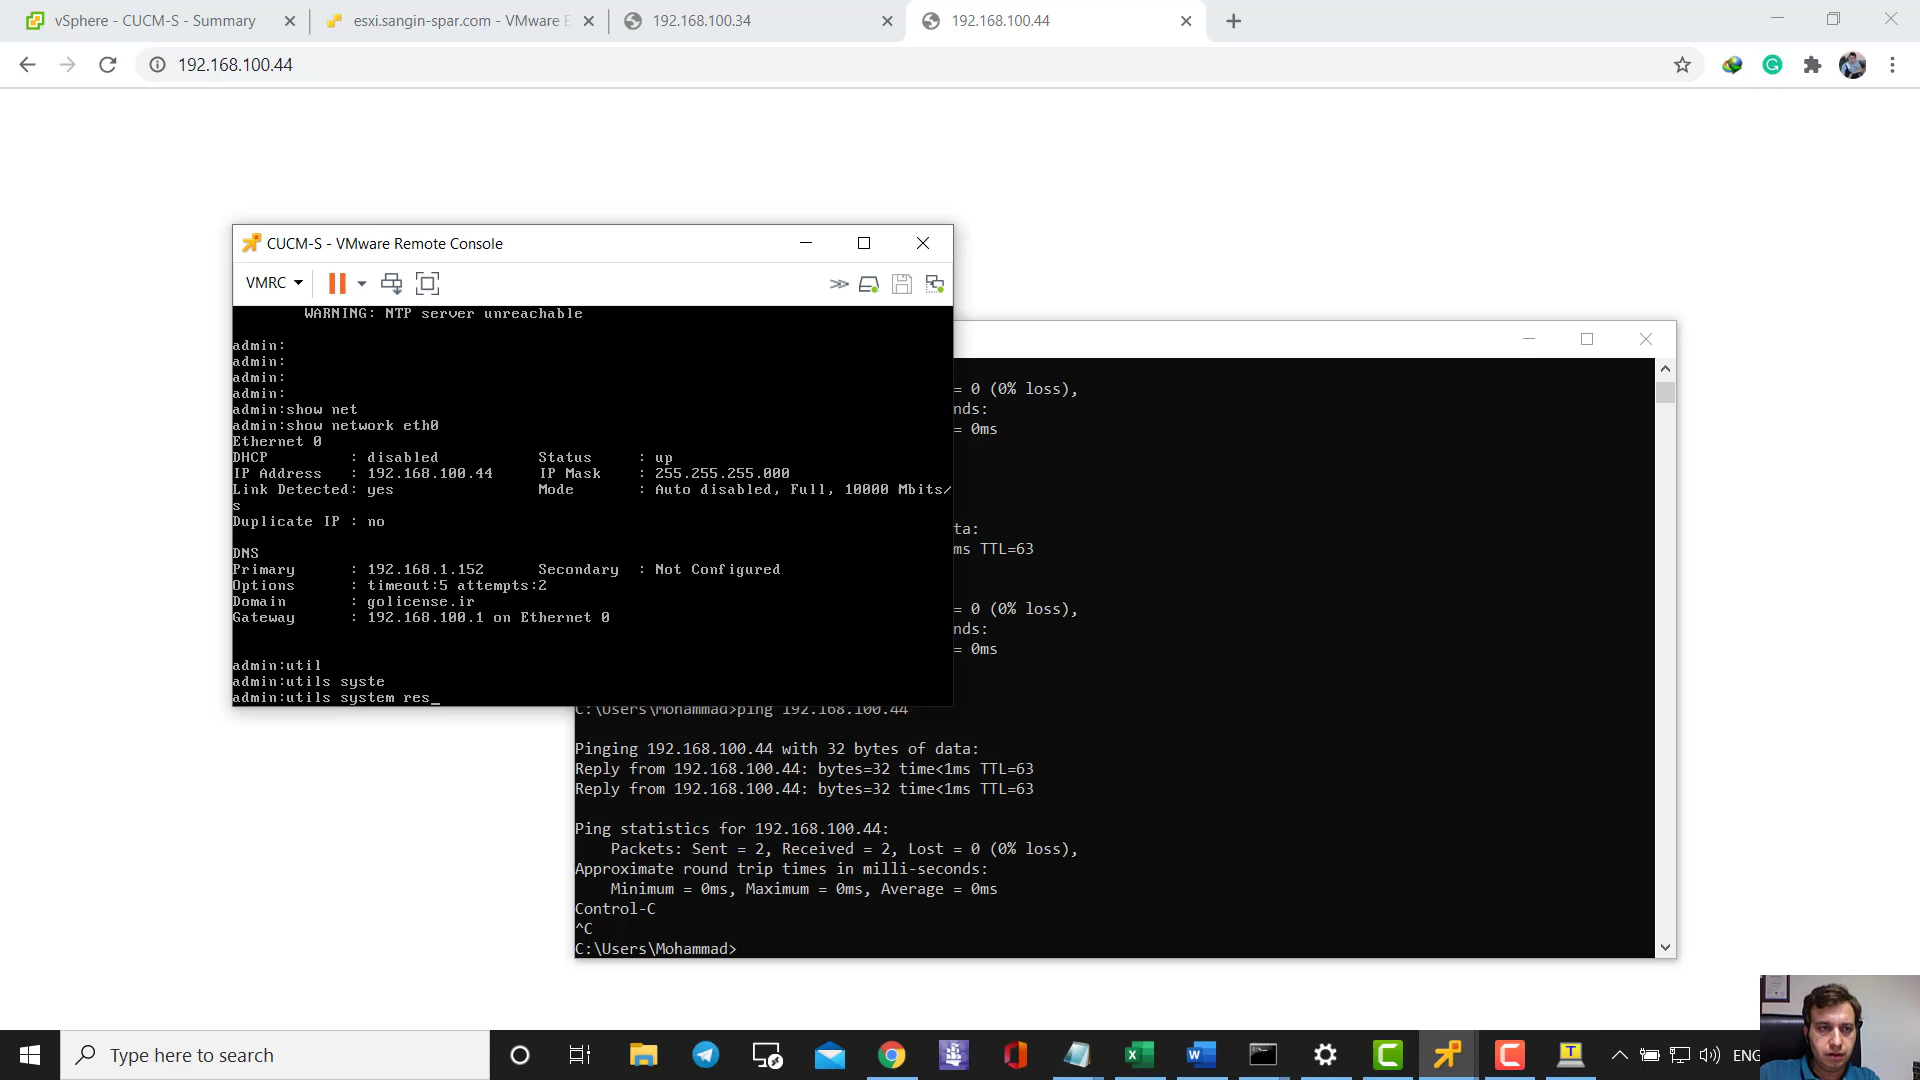 vSphere - CUCM-S - Summary
esxi.sangin-spar.com - VMware E
192.168.100.34
192.168.100.44
192.168.100.44
CUCM-S - VMware Remote Console
VMRC
WARNING: NTP server unreachable
admin:
admin:
admin:
admin:
admin:show net
admin:show network eth0
Ethernet 0
DHCP : disabled Status : up
IP Address : 192.168.100.44 IP Mask : 255.255.255.000
Link Detected: yes Mode : Auto disabled, Full, 10000 Mbits/
s
Duplicate IP : no
DNS
Primary : 192.168.1.152 Secondary : Not Configured
Options : timeout:5 attempts:2
Domain : golicense.ir
Gateway : 192.168.100.1 on Ethernet 0
admin:util
admin:utils syste
admin:utils system res_
= 0 (0% loss),
nds:
= 0ms
ta:
ms TTL=63
= 0 (0% loss),
nds:
= 0ms
C:\Users\Mohammad>ping 192.168.100.44
Pinging 192.168.100.44 with 32 bytes of data:
Reply from 192.168.100.44: bytes=32 time<1ms TTL=63
Reply from 192.168.100.44: bytes=32 time<1ms TTL=63
Ping statistics for 192.168.100.44:
Packets: Sent = 2, Received = 2, Lost = 0 (0% loss),
Approximate round trip times in milli-seconds:
Minimum = 0ms, Maximum = 0ms, Average = 0ms
Control-C
^C
C:\Users\Mohammad>
Type here to search
ENG